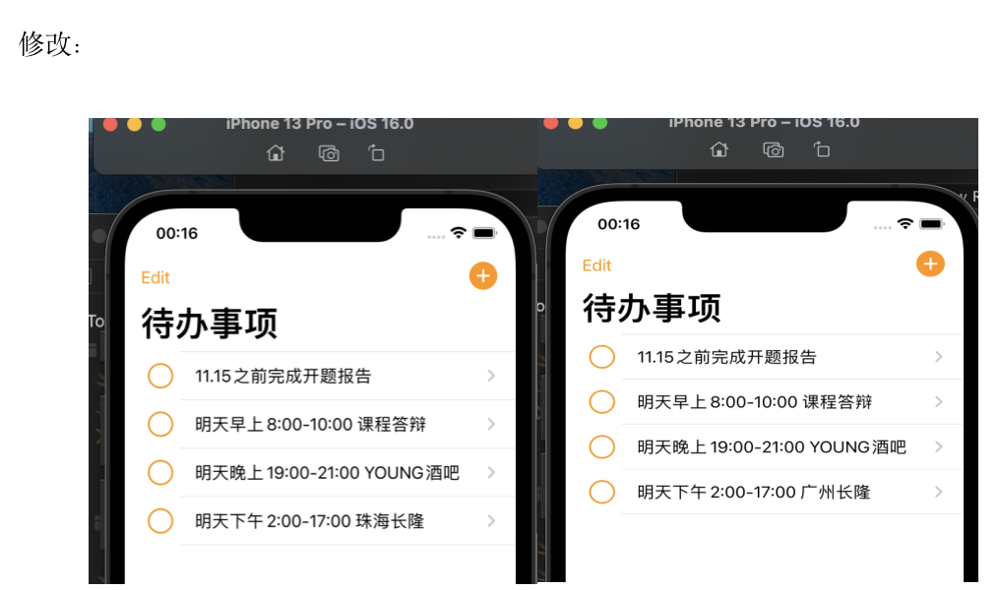 修改：
iPhone 13 Pro – iOS 16.0
00:16
Edit
待办事项
11.15之前完成开题报告
明天早上 8:00-10:00 课程答辩
明天晚上 19:00-21:00 YOUNG酒吧
明天下午 2:00-17:00 珠海长隆
To
iPhone 13 Pro – iOS 16.0
00:16
Edit
待办事项
11.15之前完成开题报告
明天早上 8:00-10:00 课程答辩
明天晚上 19:00-21:00 YOUNG酒吧
明天下午 2:00-17:00 广州长隆